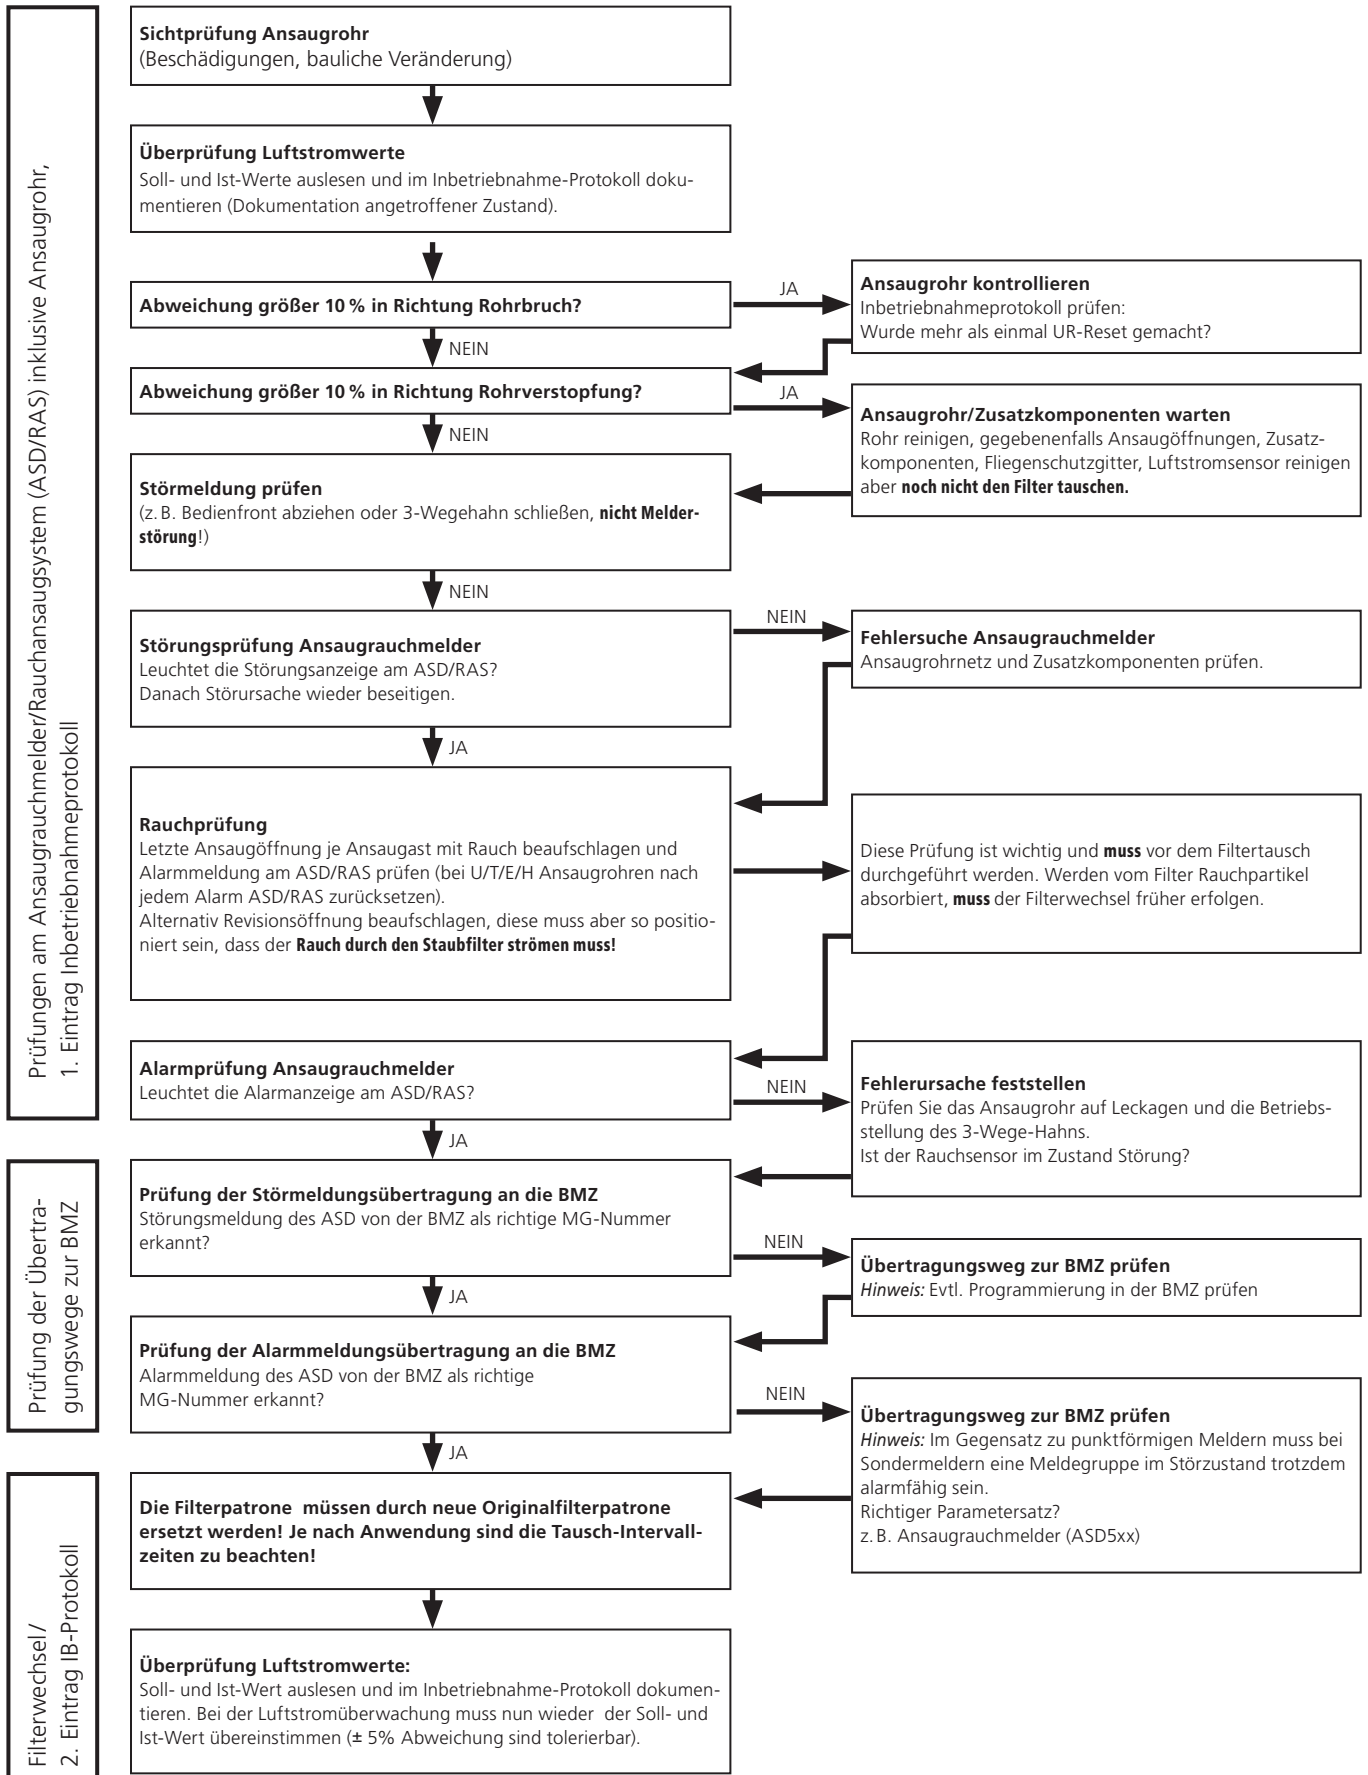 Prüfungen am Ansaugrauchmelder/Rauchansaugsystem (ASD/RAS) inklusive Ansaugrohr,
1. Eintrag Inbetriebnahmeprotokoll
Sichtprüfung Ansaugrohr
(Beschädigungen, bauliche Veränderung)
Überprüfung Luftstromwerte
Soll- und Ist-Werte auslesen und im Inbetriebnahme-Protokoll doku-
mentieren (Dokumentation angetroffener Zustand).
Abweichung größer 10 % in Richtung Rohrbruch?
JA
Ansaugrohr kontrollieren
Inbetriebnahmeprotokoll prüfen:
Wurde mehr als einmal UR-Reset gemacht?
NEIN
Abweichung größer 10 % in Richtung Rohrverstopfung?
JA
Ansaugrohr/Zusatzkomponenten warten
Rohr reinigen, gegebenenfalls Ansaugöffnungen, Zusatz-
komponenten, Fliegenschutzgitter, Luftstromsensor reinigen
aber noch nicht den Filter tauschen.
NEIN
Störmeldung prüfen
(z. B. Bedienfront abziehen oder 3-Wegehahn schließen, nicht Melder-
störung!)
NEIN
Störungsprüfung Ansaugrauchmelder
Leuchtet die Störungsanzeige am ASD/RAS?
Danach Störursache wieder beseitigen.
NEIN
Fehlersuche Ansaugrauchmelder
Ansaugrohrnetz und Zusatzkomponenten prüfen.
JA
Rauchprüfung
Letzte Ansaugöffnung je Ansaugast mit Rauch beaufschlagen und
Alarmmeldung am ASD/RAS prüfen (bei U/T/E/H Ansaugrohren nach
jedem Alarm ASD/RAS zurücksetzen).
Alternativ Revisionsöffnung beaufschlagen, diese muss aber so positio-
niert sein, dass der Rauch durch den Staubfilter strömen muss!
Diese Prüfung ist wichtig und muss vor dem Filtertausch
durchgeführt werden. Werden vom Filter Rauchpartikel
absorbiert, muss der Filterwechsel früher erfolgen.
Alarmprüfung Ansaugrauchmelder
Leuchtet die Alarmanzeige am ASD/RAS?
NEIN
Fehlerursache feststellen
Prüfen Sie das Ansaugrohr auf Leckagen und die Betriebs-
stellung des 3-Wege-Hahns.
Ist der Rauchsensor im Zustand Störung?
JA
Prüfung der Übertra-
gungswege zur BMZ
Prüfung der Störmeldungsübertragung an die BMZ
Störungsmeldung des ASD von der BMZ als richtige MG-Nummer
erkannt?
NEIN
Übertragungsweg zur BMZ prüfen
Hinweis: Evtl. Programmierung in der BMZ prüfen
JA
Prüfung der Alarmmeldungsübertragung an die BMZ
Alarmmeldung des ASD von der BMZ als richtige
MG-Nummer erkannt?
NEIN
Übertragungsweg zur BMZ prüfen
Hinweis: Im Gegensatz zu punktförmigen Meldern muss bei
Sondermeldern eine Meldegruppe im Störzustand trotzdem
alarmfähig sein.
Richtiger Parametersatz?
z. B. Ansaugrauchmelder (ASD5xx)
JA
Filterwechsel/
2. Eintrag IB-Protokoll
Die Filterpatrone müssen durch neue Originalfilterpatrone
ersetzt werden! Je nach Anwendung sind die Tausch-Intervall-
zeiten zu beachten!
Überprüfung Luftstromwerte:
Soll- und Ist-Wert auslesen und im Inbetriebnahme-Protokoll dokumen-
tieren. Bei der Luftstromüberwachung muss nun wieder der Soll- und
Ist-Wert übereinstimmen (± 5% Abweichung sind tolerierbar).